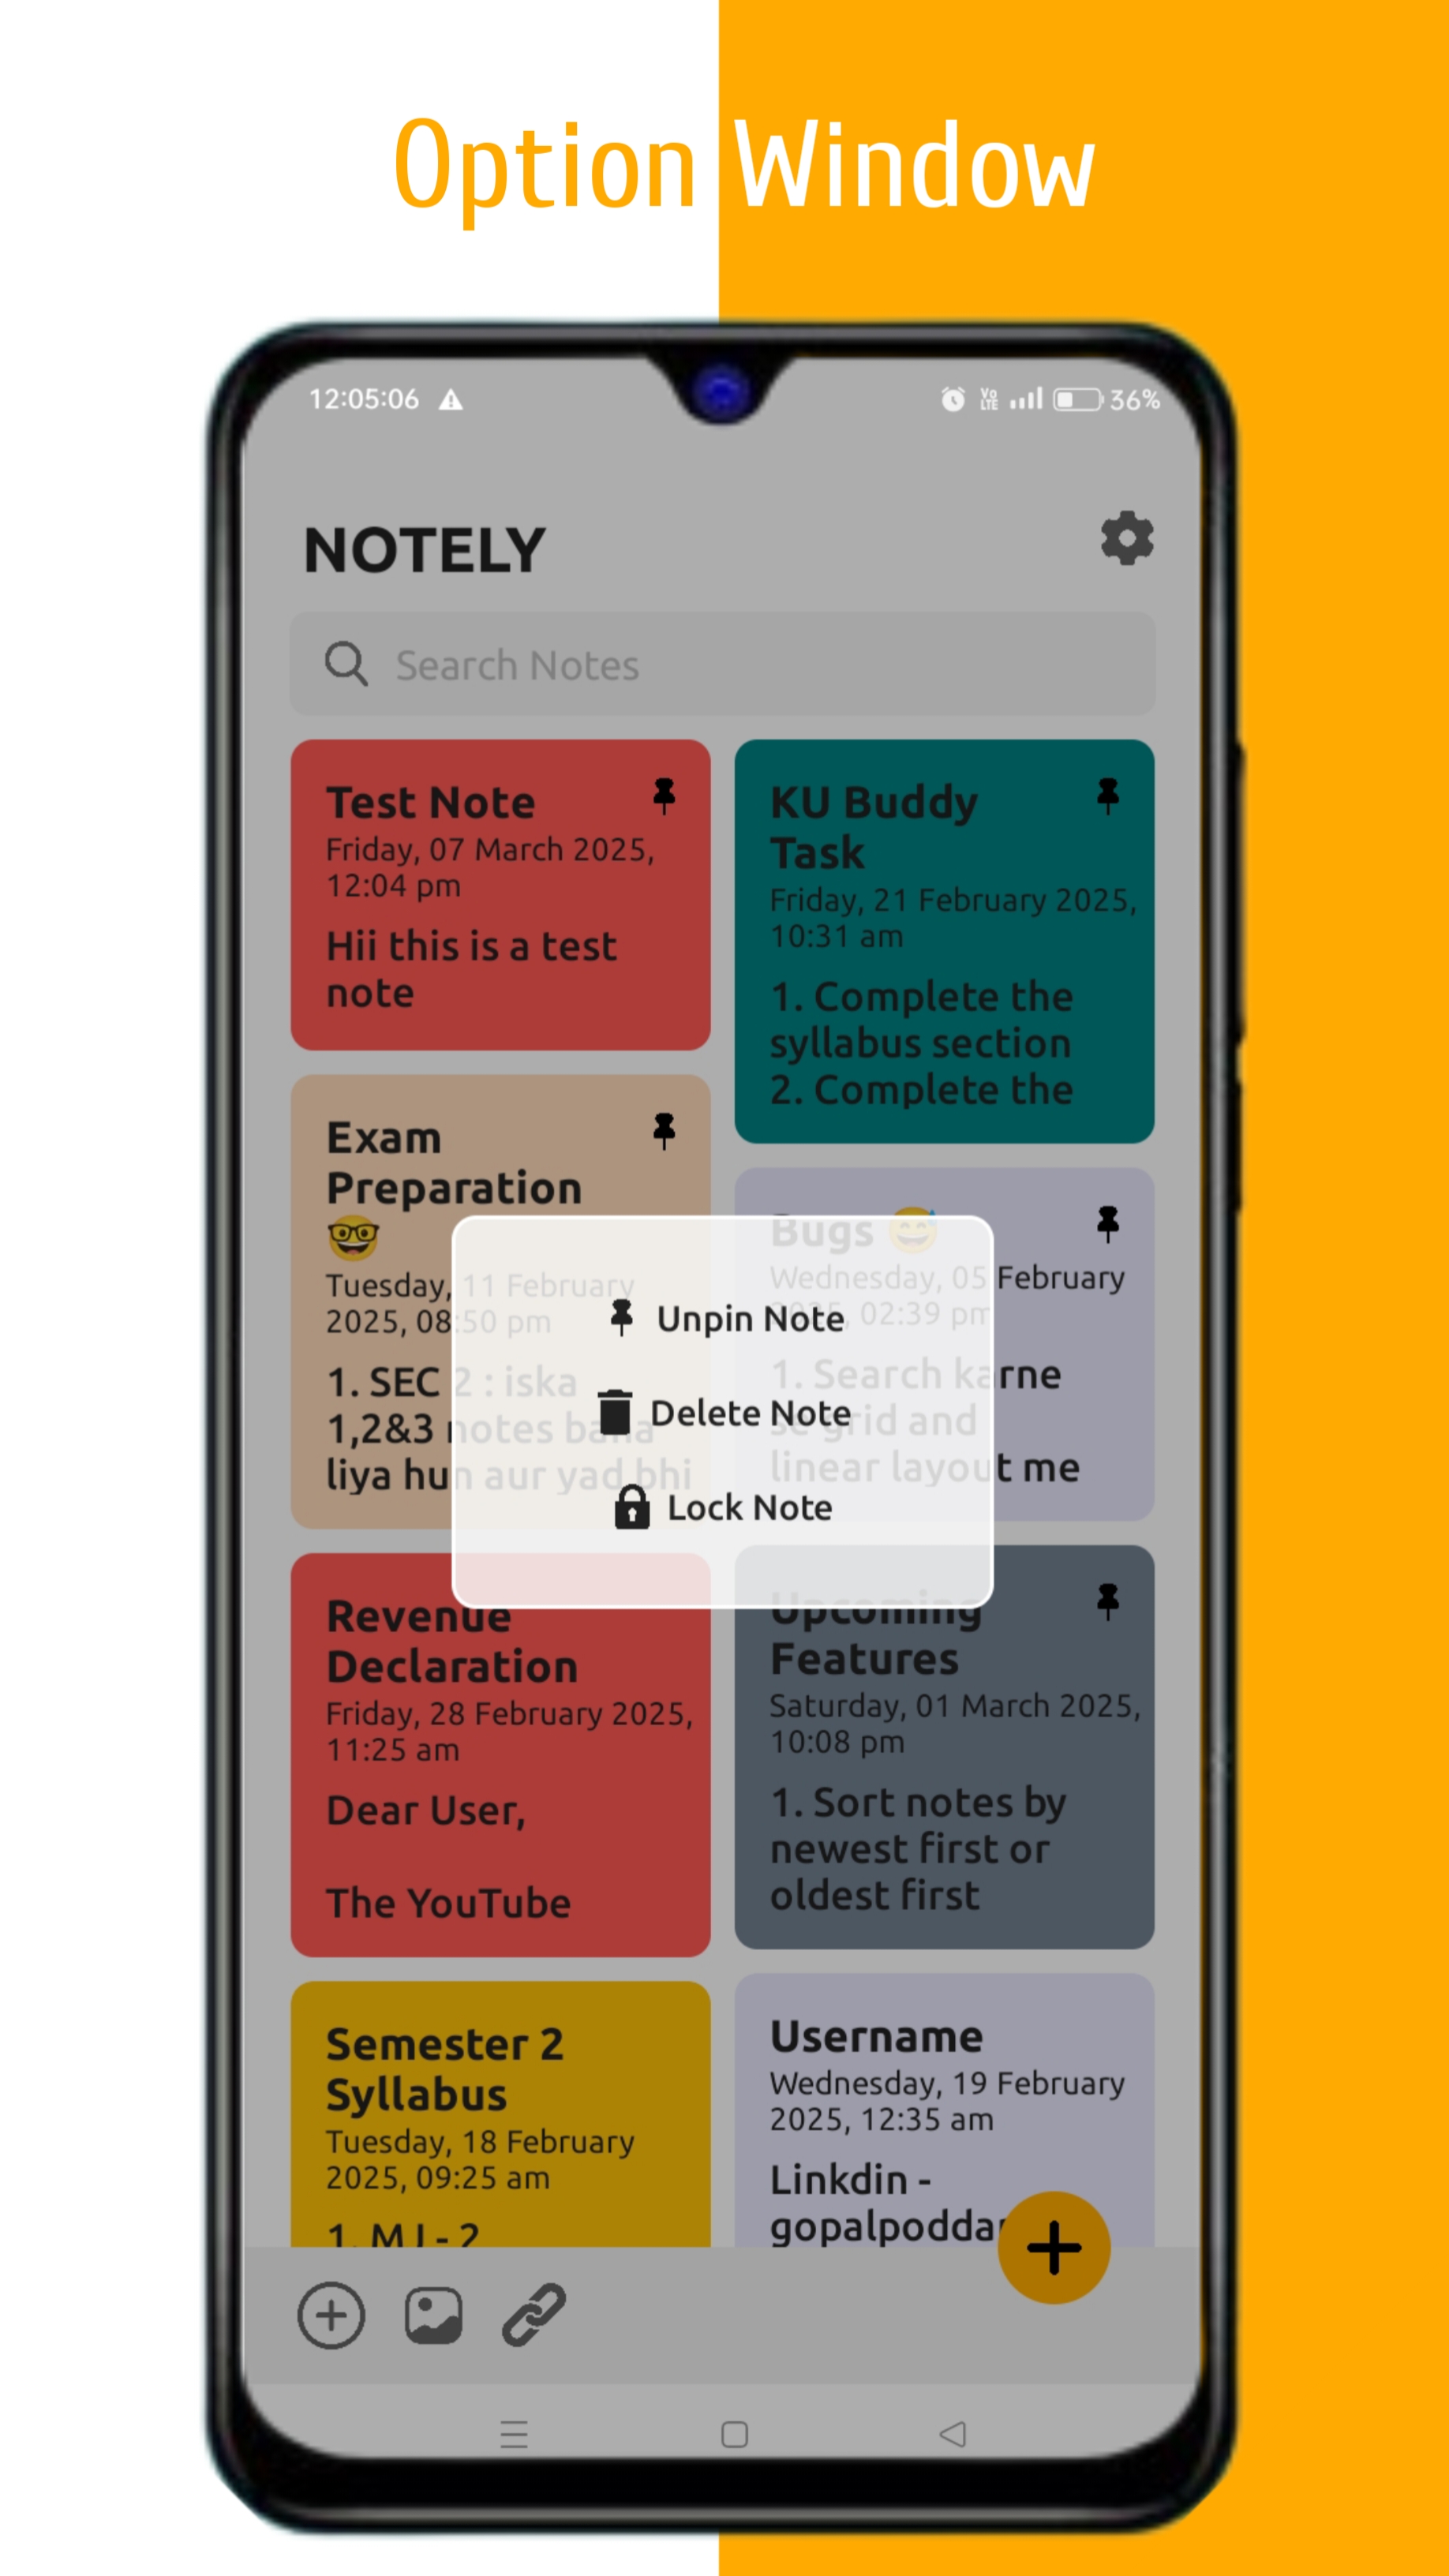 Option Window
12:05:06
Vo
LTE
36%
NOTELY
Search Notes
Test Note
Friday, 07 March 2025,
12:04 pm
Hii this is a test
note
KU Buddy
Task
Friday, 21 February 2025,
10:31 am
1. Complete the
syllabus section
2. Complete the
Exam
Preparation
🤓
Tuesday, 11 February
2025, 08:50 pm
1. SEC 2 : iska
1,2&3 notes bana
liya hun aur yad bhi
Bugs 😅
Wednesday, 05 February
2025, 02:39 pm
1. Search karne
se grid and
linear layout me
Unpin Note
Delete Note
Lock Note
Revenue
Declaration
Friday, 28 February 2025,
11:25 am
Dear User,
The YouTube
Upcoming
Features
Saturday, 01 March 2025,
10:08 pm
1. Sort notes by
newest first or
oldest first
Semester 2
Syllabus
Tuesday, 18 February
2025, 09:25 am
1. MJ - 2
Username
Wednesday, 19 February
2025, 12:35 am
Linkdin -
gopalpoddar